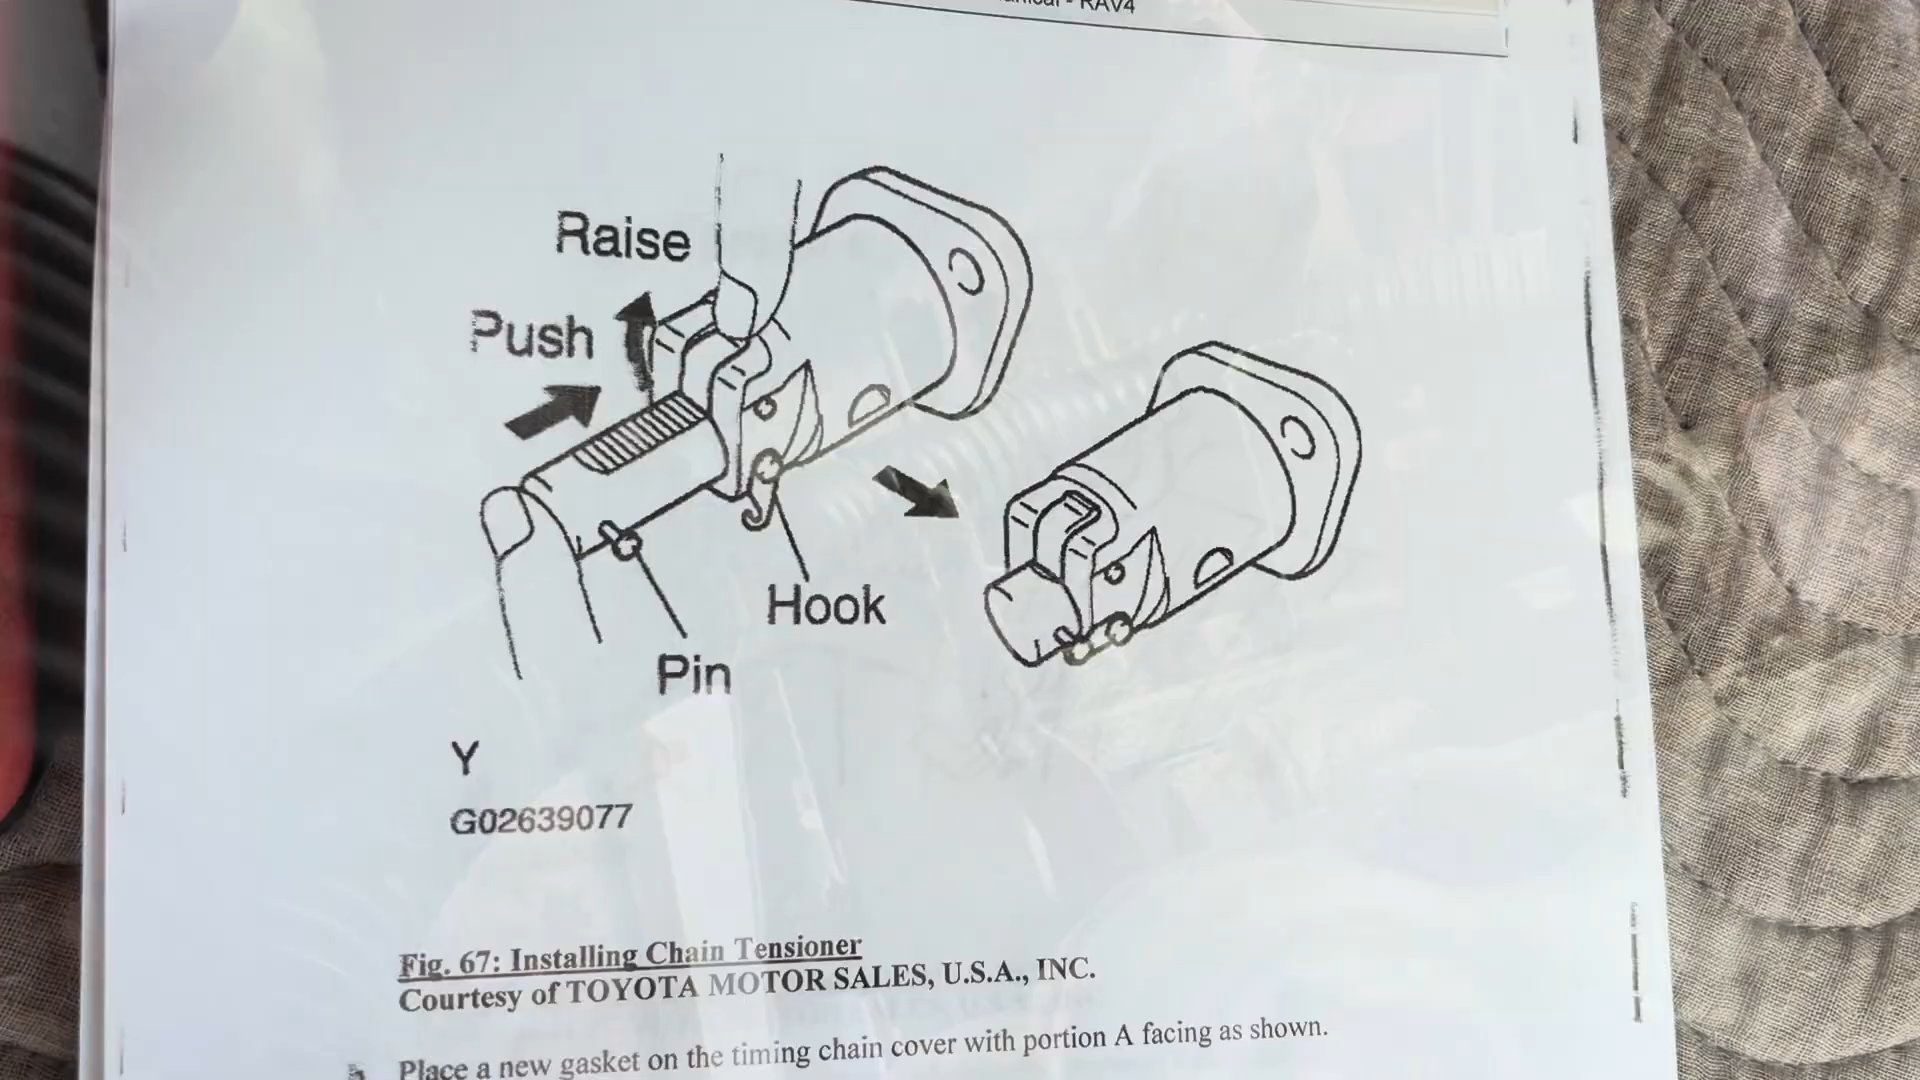 - RAV4
Raise
Push
Hook
Pin
Y
G02639077
Fig. 67: Installing Chain Tensioner
Courtesy of TOYOTA MOTOR SALES, U.S.A., INC.
Place a new gasket on the timing chain cover with portion A facing as shown.